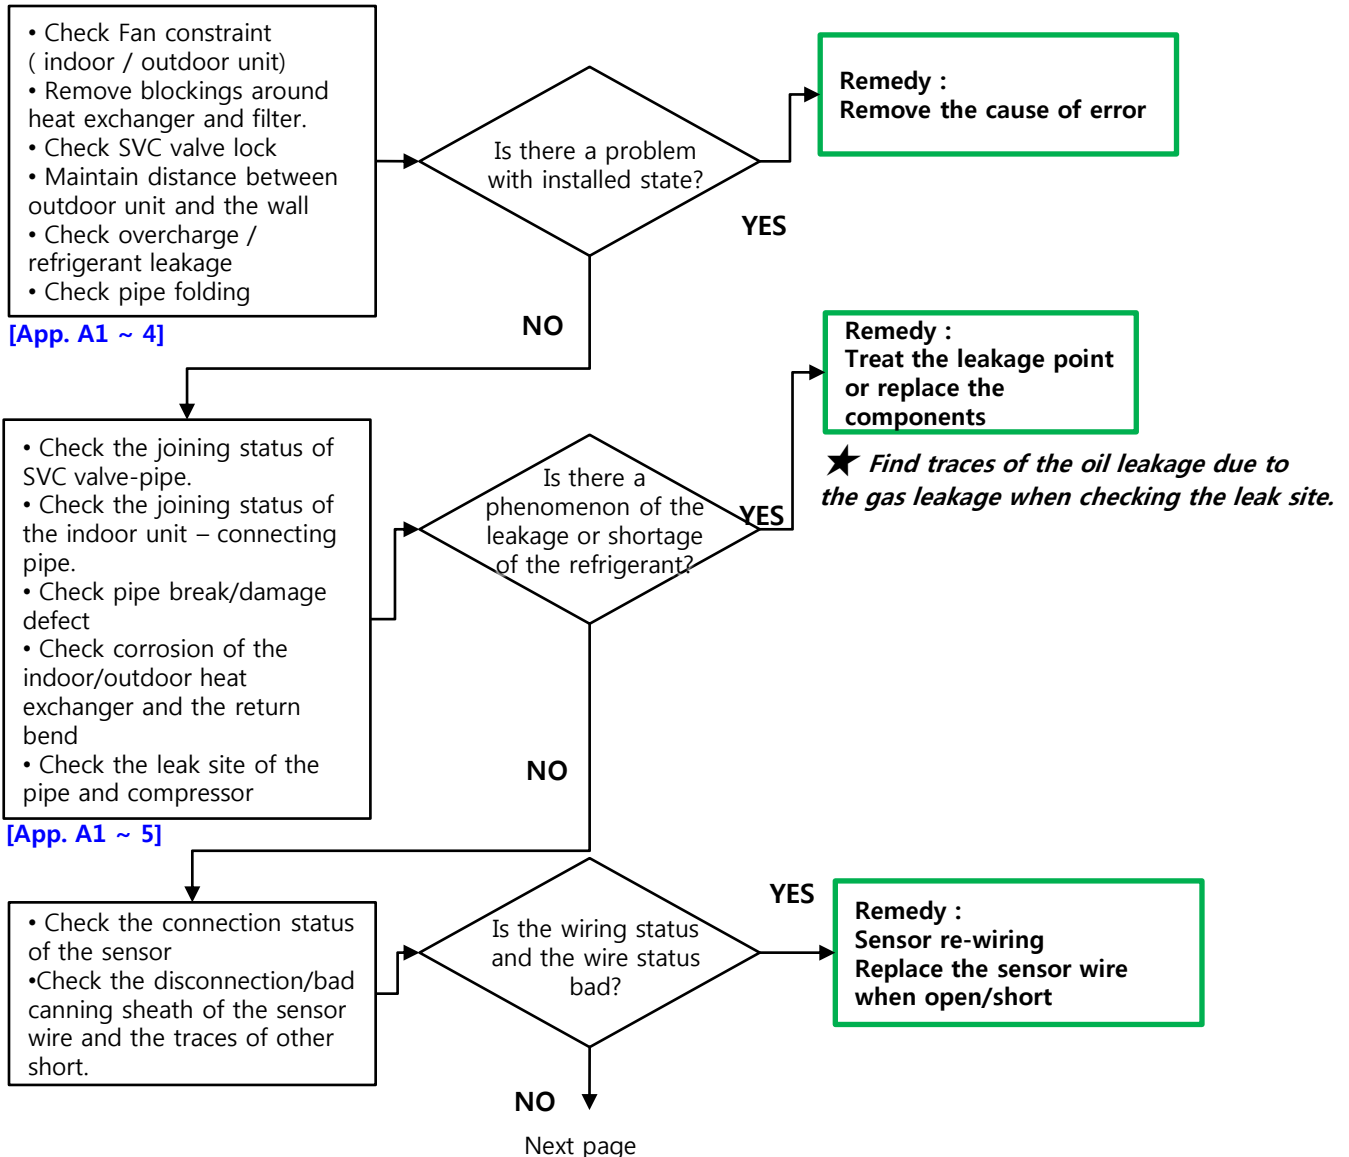 • Check Fan constraint
( indoor / outdoor unit)
• Remove blockings around
heat exchanger and filter.
• Check SVC valve lock
• Maintain distance between
outdoor unit and the wall
• Check overcharge /
refrigerant leakage
• Check pipe folding
[App. A1 ~ 4]
Is there a problem
with installed state?
YES
Remedy :
Remove the cause of error
NO
• Check the joining status of
SVC valve-pipe.
• Check the joining status of
the indoor unit – connecting
pipe.
• Check pipe break/damage
defect
• Check corrosion of the
indoor/outdoor heat
exchanger and the return
bend
• Check the leak site of the
pipe and compressor
[App. A1 ~ 5]
Is there a
phenomenon of the
leakage or shortage
of the refrigerant?
YES
Remedy :
Treat the leakage point
or replace the
components
★ Find traces of the oil leakage due to
the gas leakage when checking the leak site.
NO
• Check the connection status
of the sensor
•Check the disconnection/bad
canning sheath of the sensor
wire and the traces of other
short.
Is the wiring status
and the wire status
bad?
YES
Remedy :
Sensor re-wiring
Replace the sensor wire
when open/short
NO
Next page